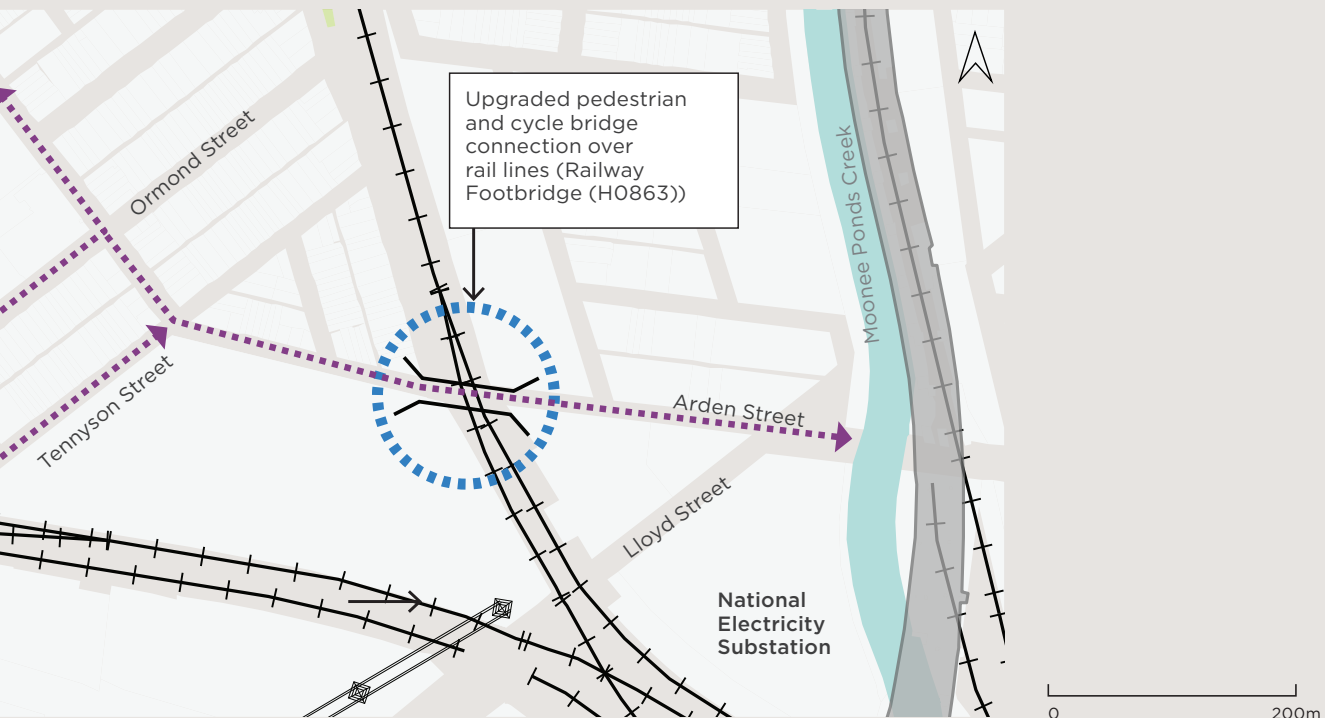 Upgraded pedestrian
and cycle bridge
connection over
rail lines (Railway
Footbridge (H0863))
Ormond Street
Moonee Ponds Creek
Tennyson Street
Arden Street
Lloyd Street
National
Electricity
Substation
0 200m